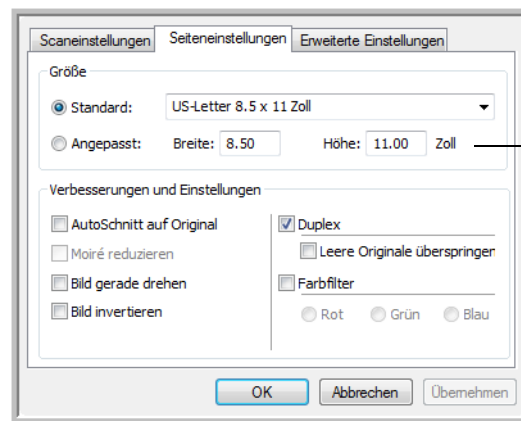 Scaneinstellungen Seiteneinstellungen Erweiterte Einstellungen
Größe
Standard: US-Letter 8.5 x 11 Zoll
Angepasst: Breite: 8.50 Höhe: 11.00 Zoll
Verbesserungen und Einstellungen
AutoSchnitt auf Original
Moiré reduzieren
Bild gerade drehen
Bild invertieren
Duplex
Leere Originale überspringen
Farbfilter
Rot Grün Blau
OK Abbrechen Übernehmen